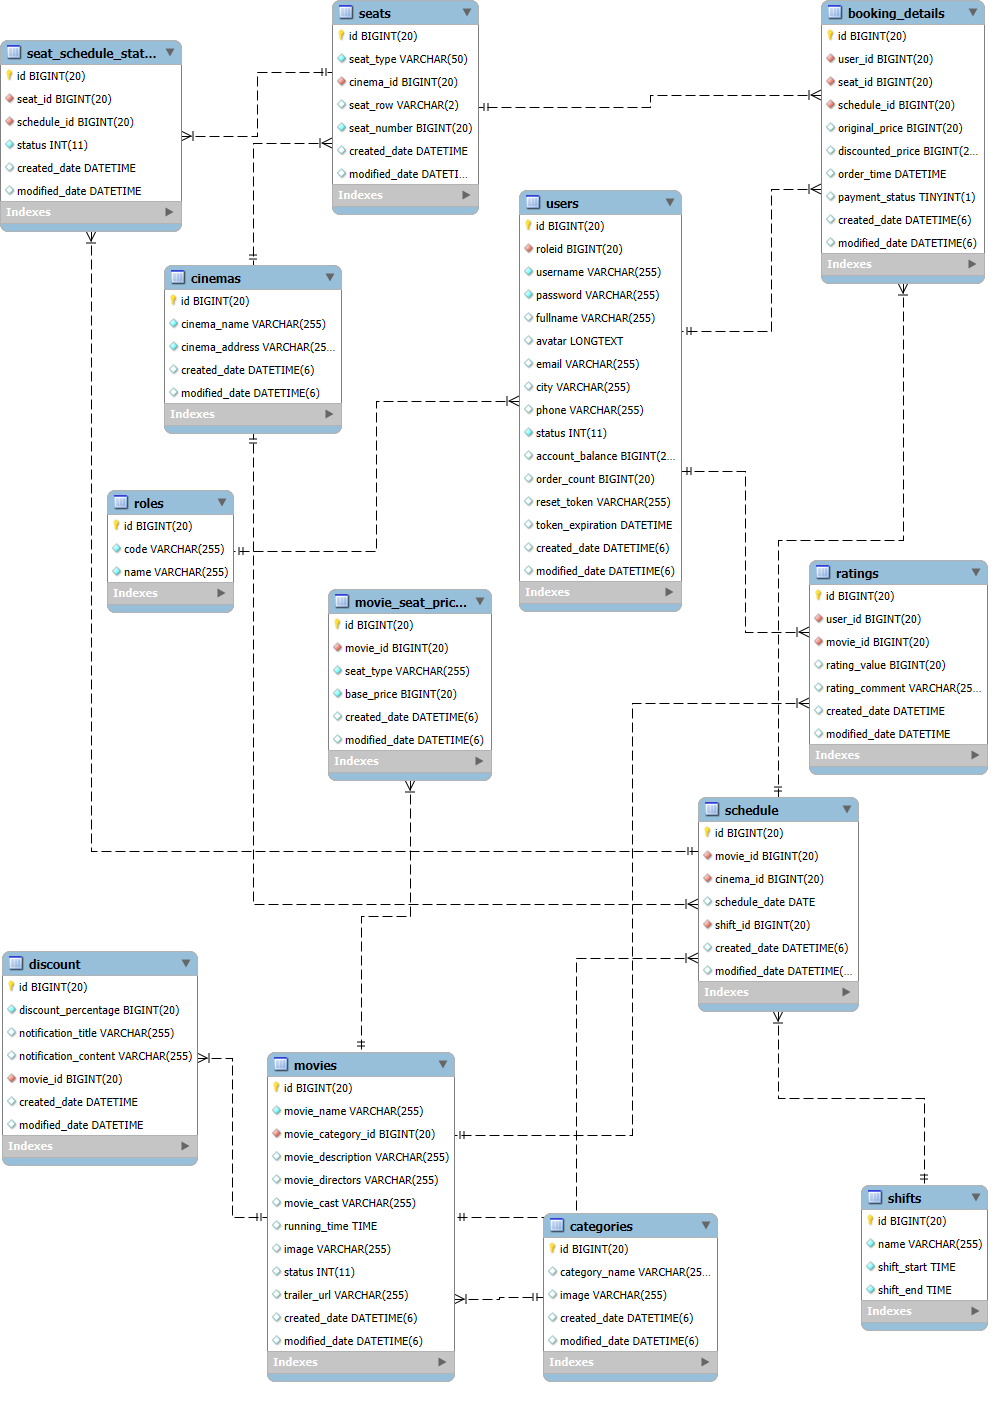 seat_schedule_stat...
id BIGINT(20)
seat_id BIGINT(20)
schedule_id BIGINT(20)
status INT(11)
created_date DATETIME
modified_date DATETIME
Indexes
seats
id BIGINT(20)
seat_type VARCHAR(50)
cinema_id BIGINT(20)
seat_row VARCHAR(2)
seat_number BIGINT(20)
created_date DATETIME
modified_date DATETI...
Indexes
booking_details
id BIGINT(20)
user_id BIGINT(20)
seat_id BIGINT(20)
schedule_id BIGINT(20)
original_price BIGINT(20)
discounted_price BIGINT(2...
order_time DATETIME
payment_status TINYINT(1)
created_date DATETIME(6)
modified_date DATETIME(6)
Indexes
users
id BIGINT(20)
roleid BIGINT(20)
username VARCHAR(255)
password VARCHAR(255)
fullname VARCHAR(255)
avatar LONGTEXT
email VARCHAR(255)
city VARCHAR(255)
phone VARCHAR(255)
status INT(11)
account_balance BIGINT(2...
order_count BIGINT(20)
reset_token VARCHAR(255)
token_expiration DATETIME
created_date DATETIME(6)
modified_date DATETIME(6)
Indexes
cinemas
id BIGINT(20)
cinema_name VARCHAR(255)
cinema_address VARCHAR(25...
created_date DATETIME(6)
modified_date DATETIME(6)
Indexes
roles
id BIGINT(20)
code VARCHAR(255)
name VARCHAR(255)
Indexes
movie_seat_pric...
id BIGINT(20)
movie_id BIGINT(20)
seat_type VARCHAR(255)
base_price BIGINT(20)
created_date DATETIME(6)
modified_date DATETIME(6)
Indexes
ratings
id BIGINT(20)
user_id BIGINT(20)
movie_id BIGINT(20)
rating_value BIGINT(20)
rating_comment VARCHAR(25...
created_date DATETIME
modified_date DATETIME
Indexes
schedule
id BIGINT(20)
movie_id BIGINT(20)
cinema_id BIGINT(20)
schedule_date DATE
shift_id BIGINT(20)
created_date DATETIME(6)
modified_date DATETIME(...
Indexes
discount
id BIGINT(20)
discount_percentage BIGINT(20)
notification_title VARCHAR(255)
notification_content VARCHAR(255)
movie_id BIGINT(20)
created_date DATETIME
modified_date DATETIME
Indexes
movies
id BIGINT(20)
movie_name VARCHAR(255)
movie_category_id BIGINT(20)
movie_description VARCHAR(255)
movie_directors VARCHAR(255)
movie_cast VARCHAR(255)
running_time TIME
image VARCHAR(255)
status INT(11)
trailer_url VARCHAR(255)
created_date DATETIME(6)
modified_date DATETIME(6)
Indexes
categories
id BIGINT(20)
category_name VARCHAR(25...
image VARCHAR(255)
created_date DATETIME(6)
modified_date DATETIME(6)
Indexes
shifts
id BIGINT(20)
name VARCHAR(255)
shift_start TIME
shift_end TIME
Indexes